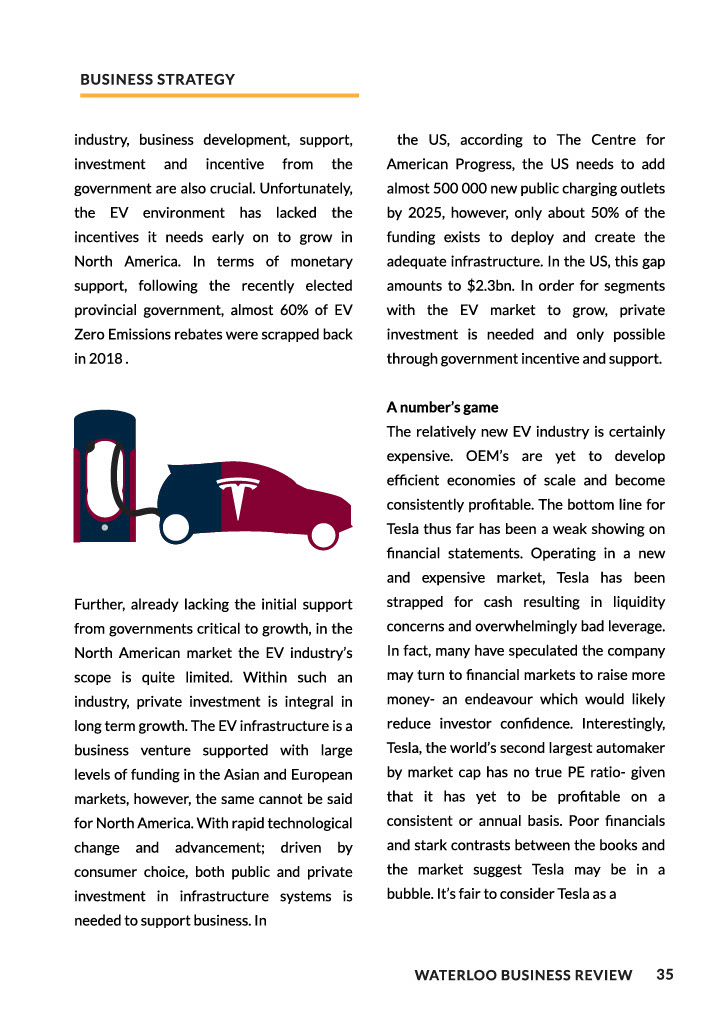 BUSINESS STRATEGY
industry, business development, support,
investment and incentive from the
government are also crucial. Unfortunately,
the EV environment has lacked the
incentives it needs early on to grow in
North America. In terms of monetary
support, following the recently elected
provincial government, almost 60% of EV
Zero Emissions rebates were scrapped back
in 2018 .
Further, already lacking the initial support
from governments critical to growth, in the
North American market the EV industry's
scope is quite limited. Within such an
industry, private investment is integral in
long term growth. The EV infrastructure is a
business venture supported with large
levels of funding in the Asian and European
markets, however, the same cannot be said
for North America. With rapid technological
change and advancement; driven by
consumer choice, both public and private
investment in infrastructure systems is
needed to support business. In
the US, according to The Centre for
American Progress, the US needs to add
almost 500 000 new public charging outlets
by 2025, however, only about 50% of the
funding exists to deploy and create the
adequate infrastructure. In the US, this gap
amounts to $2.3bn. In order for segments
with the EV market to grow, private
investment is needed and only possible
through government incentive and support.
A number's game
The relatively new EV industry is certainly
expensive. OEM's are yet to develop
efficient economies of scale and become
consistently profitable. The bottom line for
Tesla thus far has been a weak showing on
financial statements. Operating in a new
and expensive market, Tesla has been
strapped for cash resulting in liquidity
concerns and overwhelmingly bad leverage.
In fact, many have speculated the company
may turn to financial markets to raise more
money- an endeavour which would likely
reduce investor confidence. Interestingly,
Tesla, the world's second largest automaker
by market cap has no true PE ratio- given
that it has yet to be profitable on a
consistent or annual basis. Poor financials
and stark contrasts between the books and
the market suggest Tesla may be in a
bubble. It's fair to consider Tesla as a
WATERLOO BUSINESS REVIEW 35